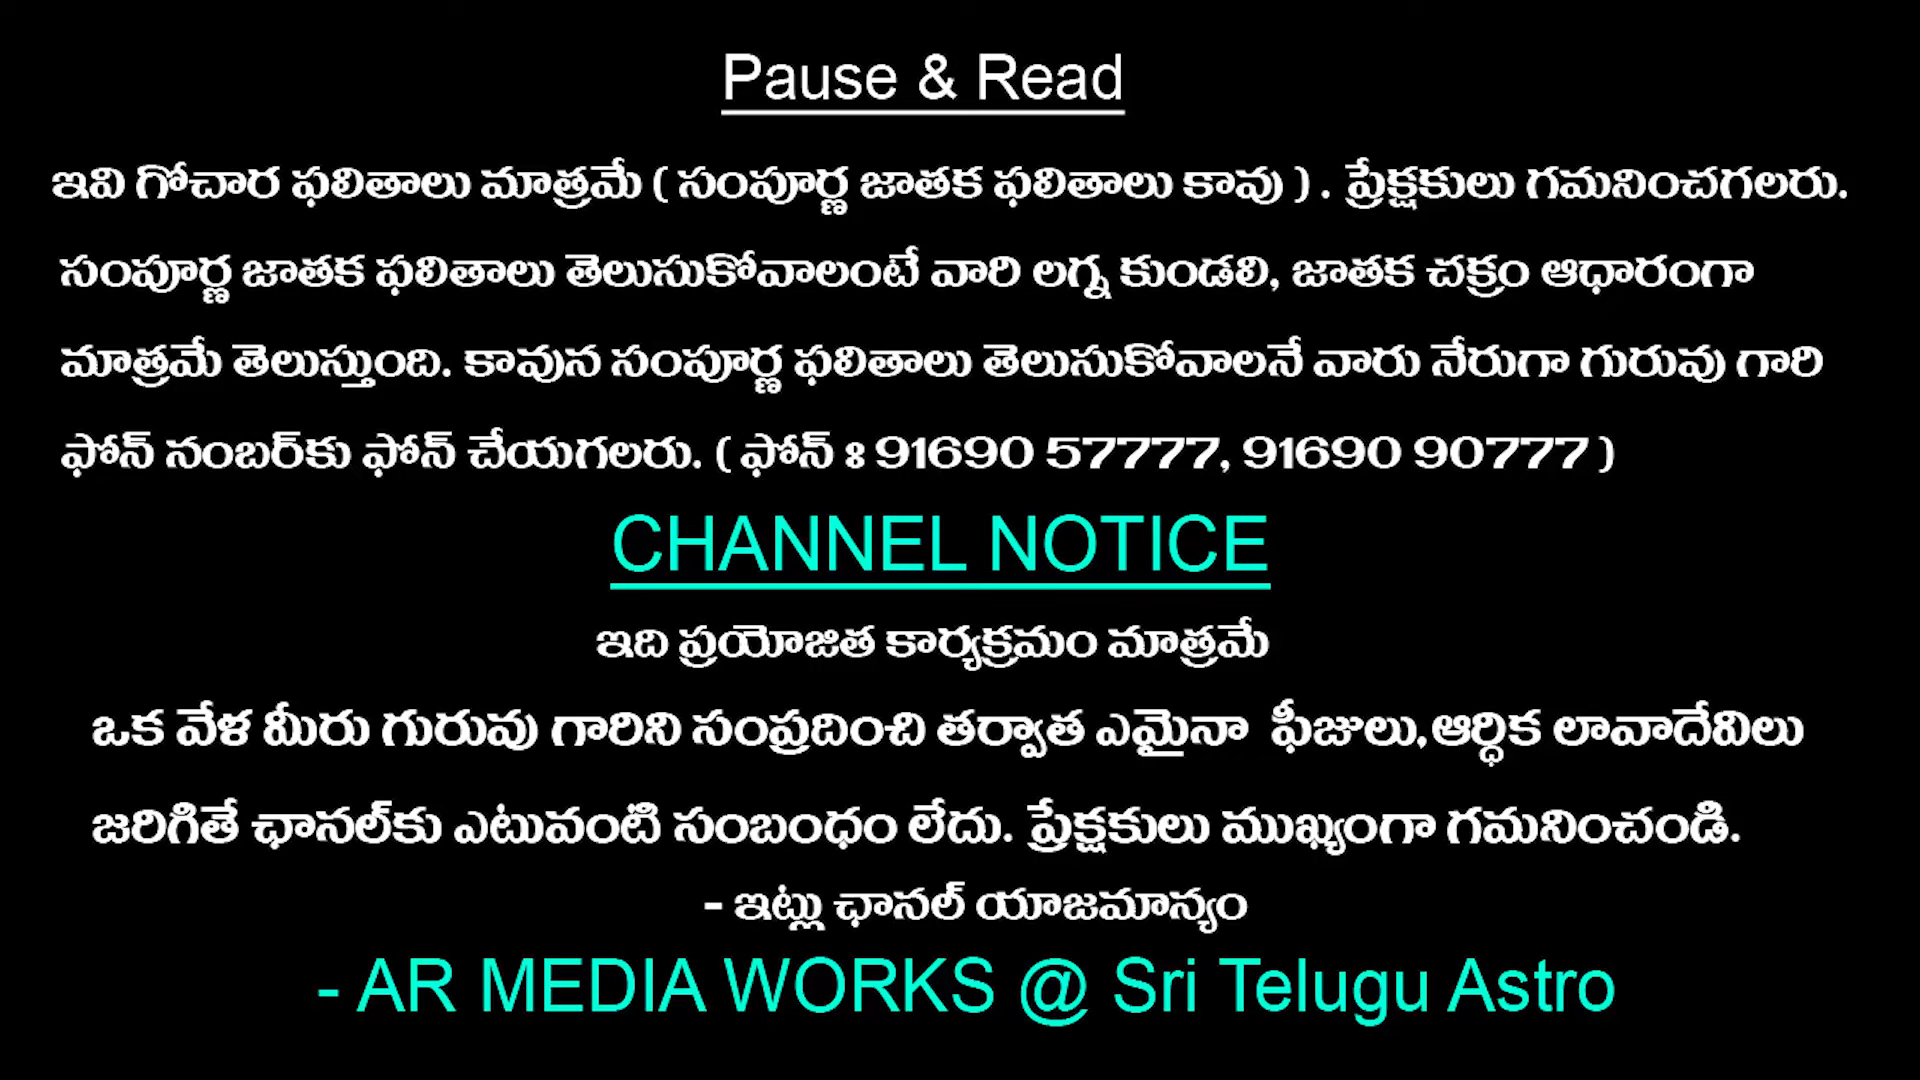 Pause & Read
ఇవి గోచార ఫలితాలు మాత్రమే ( సంపూర్ణ జాతక ఫలితాలు కావు ) . ప్రేక్షకులు గమనించగలరు.
సంపూర్ణ జాతక ఫలితాలు తెలుసుకోవాలంటే వారి లగ్న కుండలి, జాతక చక్రం ఆధారంగా
మాత్రమే తెలుస్తుంది. కావున సంపూర్ణ ఫలితాలు తెలుసుకోవాలనే వారు నేరుగా గురువు గారి
ఫోన్ నంబర్‌కు ఫోన్ చేయగలరు. ( ఫోన్ ః 91690 57777, 91690 90777 )
CHANNEL NOTICE
ఇది ప్రయోజిత కార్యక్రమం మాత్రమే
ఒక వేళ మీరు గురువు గారిని సంప్రదించి తర్వాత ఎమైనా ఫీజులు,ఆర్ధిక లావాదేవిలు
జరిగితే ఛానల్‌కు ఎటువంటి సంబంధం లేదు. ప్రేక్షకులు ముఖ్యంగా గమనించండి.
- ఇట్లు ఛానల్ యాజమాన్యం
- AR MEDIA WORKS @ Sri Telugu Astro